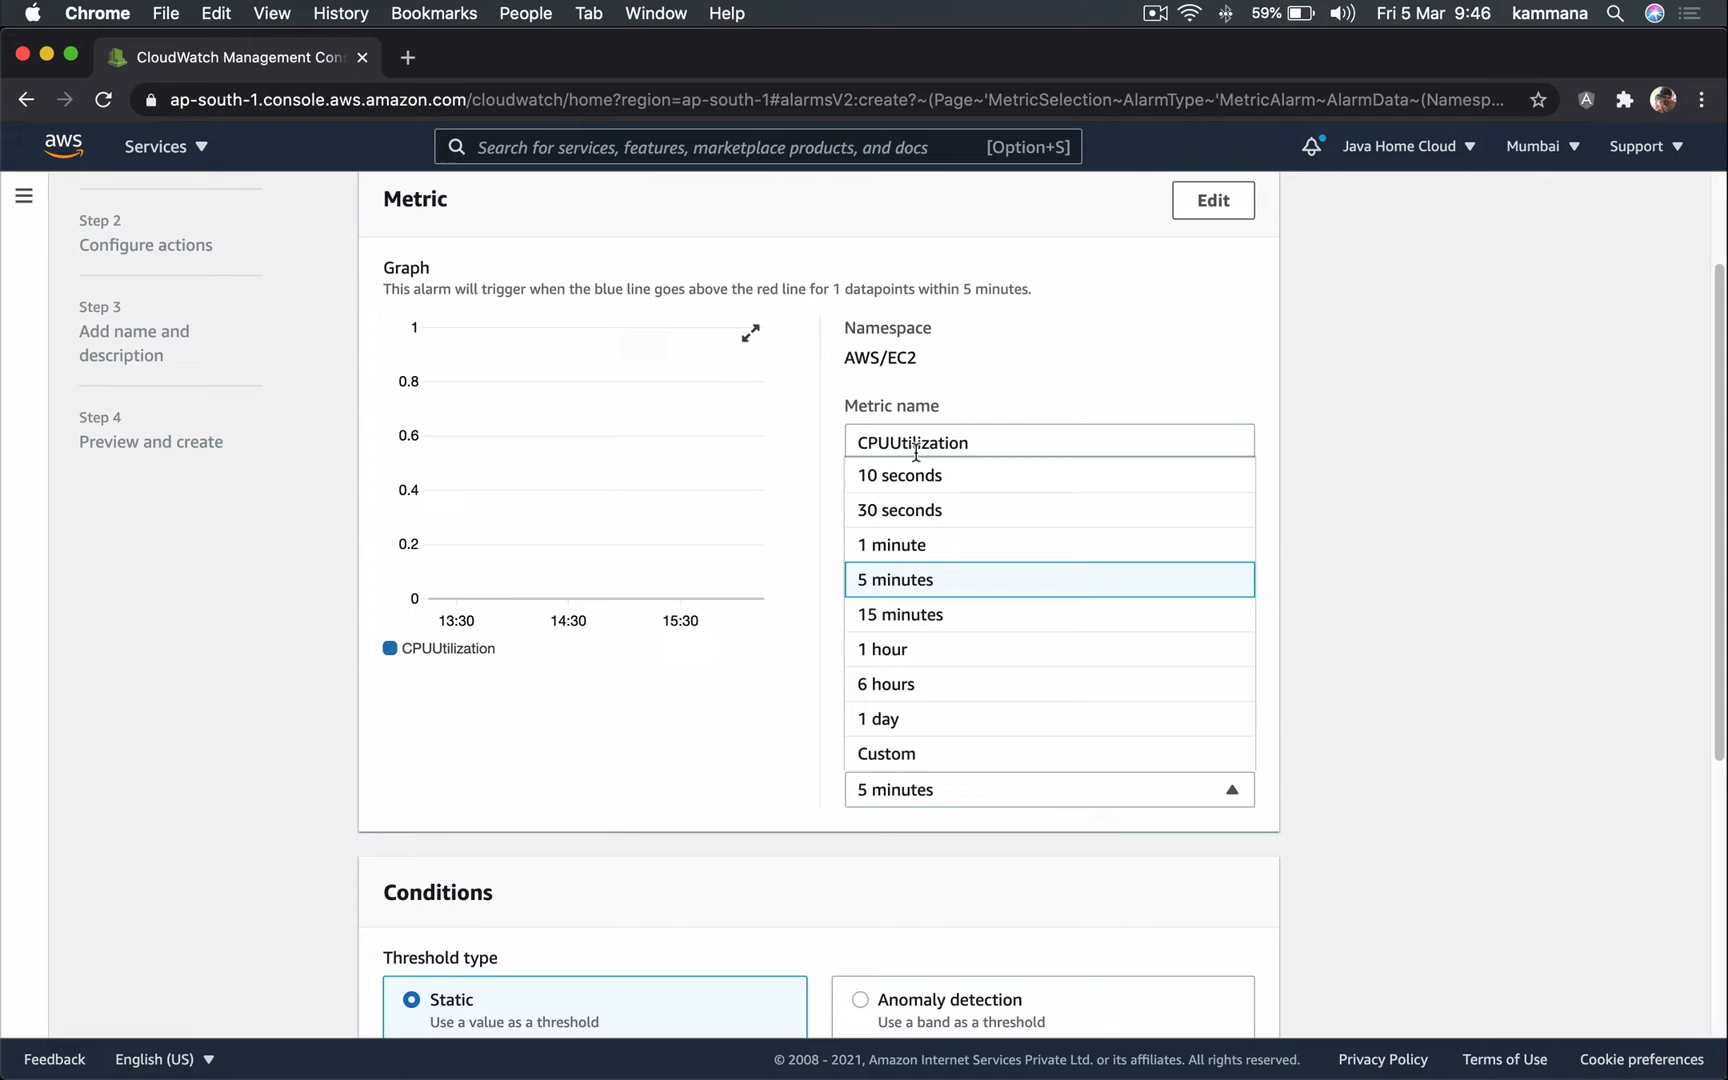 Chrome File Edit View History Bookmarks People Tab Window Help 59% Fri 5 Mar 9:46 kammana
CloudWatch Management Con
ap-south-1.console.aws.amazon.com/cloudwatch/home?region=ap-south-1#alarmsV2:create?~(Page~'MetricSelection~AlarmType~'MetricAlarm~AlarmData~(Namesp...
aws Services Search for services, features, marketplace products, and docs [Option+S] Java Home Cloud Mumbai Support
Step 2
Configure actions
Step 3
Add name and
description
Step 4
Preview and create
Metric
Edit
Graph
This alarm will trigger when the blue line goes above the red line for 1 datapoints within 5 minutes.
1
0.8
0.6
0.4
0.2
0
13:30 14:30 15:30
CPUUtilization
Namespace
AWS/EC2
Metric name
CPUUtilization
10 seconds
30 seconds
1 minute
5 minutes
15 minutes
1 hour
6 hours
1 day
Custom
5 minutes
Conditions
Threshold type
Static
Use a value as a threshold
Anomaly detection
Use a band as a threshold
Feedback English (US) © 2008 - 2021, Amazon Internet Services Private Ltd. or its affiliates. All rights reserved. Privacy Policy Terms of Use Cookie preferences